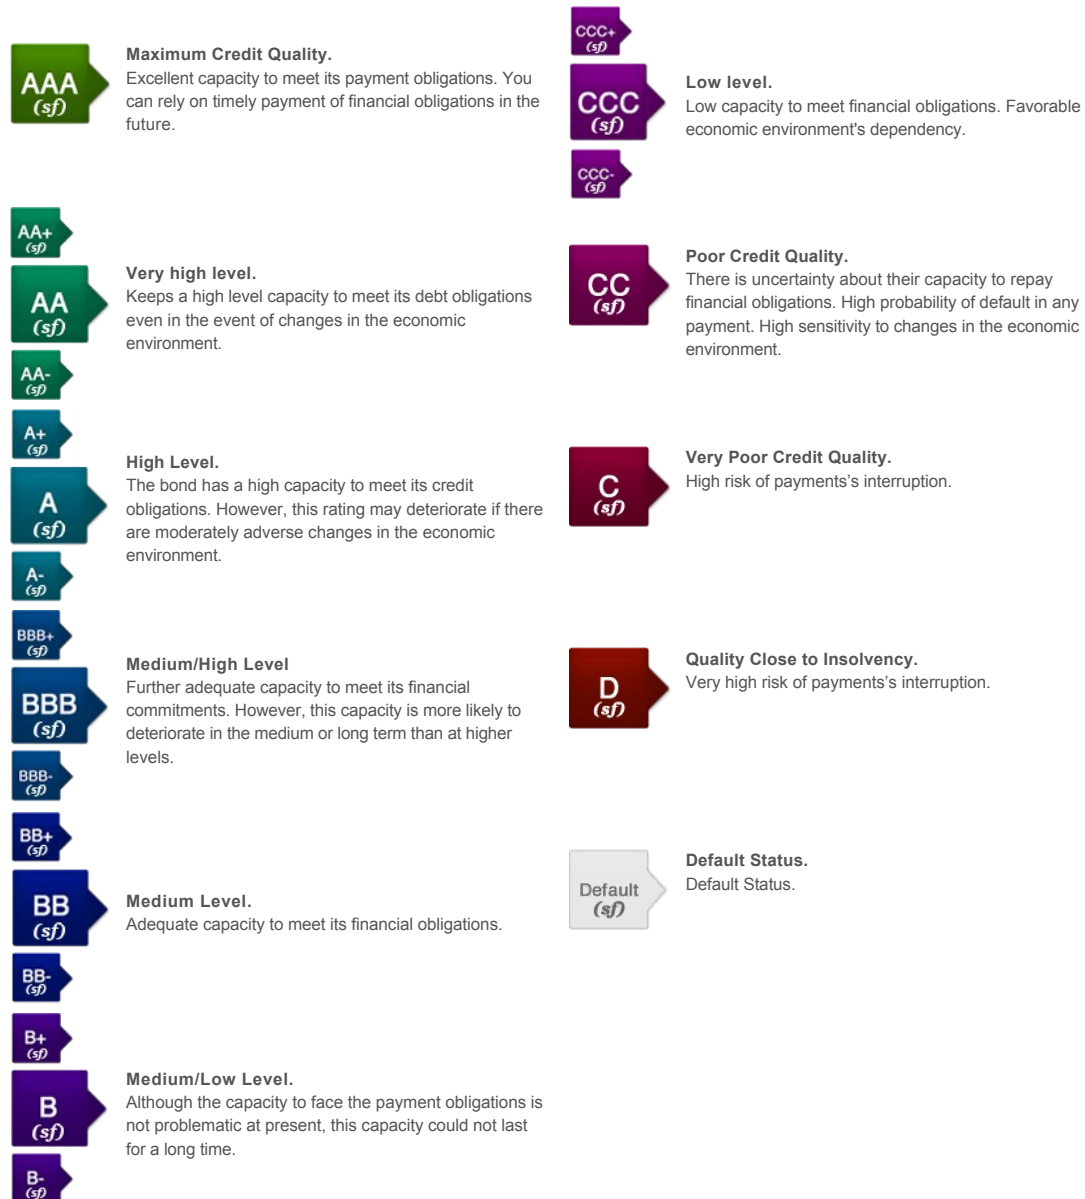 AAA
(sf)
Maximum Credit Quality.
Excellent capacity to meet its payment obligations. You
can rely on timely payment of financial obligations in the
future.
AA+
(sf)
AA
(sf)
AA-
(sf)
Very high level.
Keeps a high level capacity to meet its debt obligations
even in the event of changes in the economic
environment.
A+
(sf)
A
(sf)
A-
(sf)
High Level.
The bond has a high capacity to meet its credit
obligations. However, this rating may deteriorate if there
are moderately adverse changes in the economic
environment.
BBB+
(sf)
BBB
(sf)
BBB-
(sf)
Medium/High Level
Further adequate capacity to meet its financial
commitments. However, this capacity is more likely to
deteriorate in the medium or long term than at higher
levels.
BB+
(sf)
BB
(sf)
BB-
(sf)
Medium Level.
Adequate capacity to meet its financial obligations.
B+
(sf)
B
(sf)
B-
(sf)
Medium/Low Level.
Although the capacity to face the payment obligations is
not problematic at present, this capacity could not last
for a long time.
CCC+
(sf)
CCC
(sf)
CCC-
(sf)
Low level.
Low capacity to meet financial obligations. Favorable
economic environment's dependency.
CC
(sf)
Poor Credit Quality.
There is uncertainty about their capacity to repay
financial obligations. High probability of default in any
payment. High sensitivity to changes in the economic
environment.
C
(sf)
Very Poor Credit Quality.
High risk of payments's interruption.
D
(sf)
Quality Close to Insolvency.
Very high risk of payments's interruption.
Default
(sf)
Default Status.
Default Status.